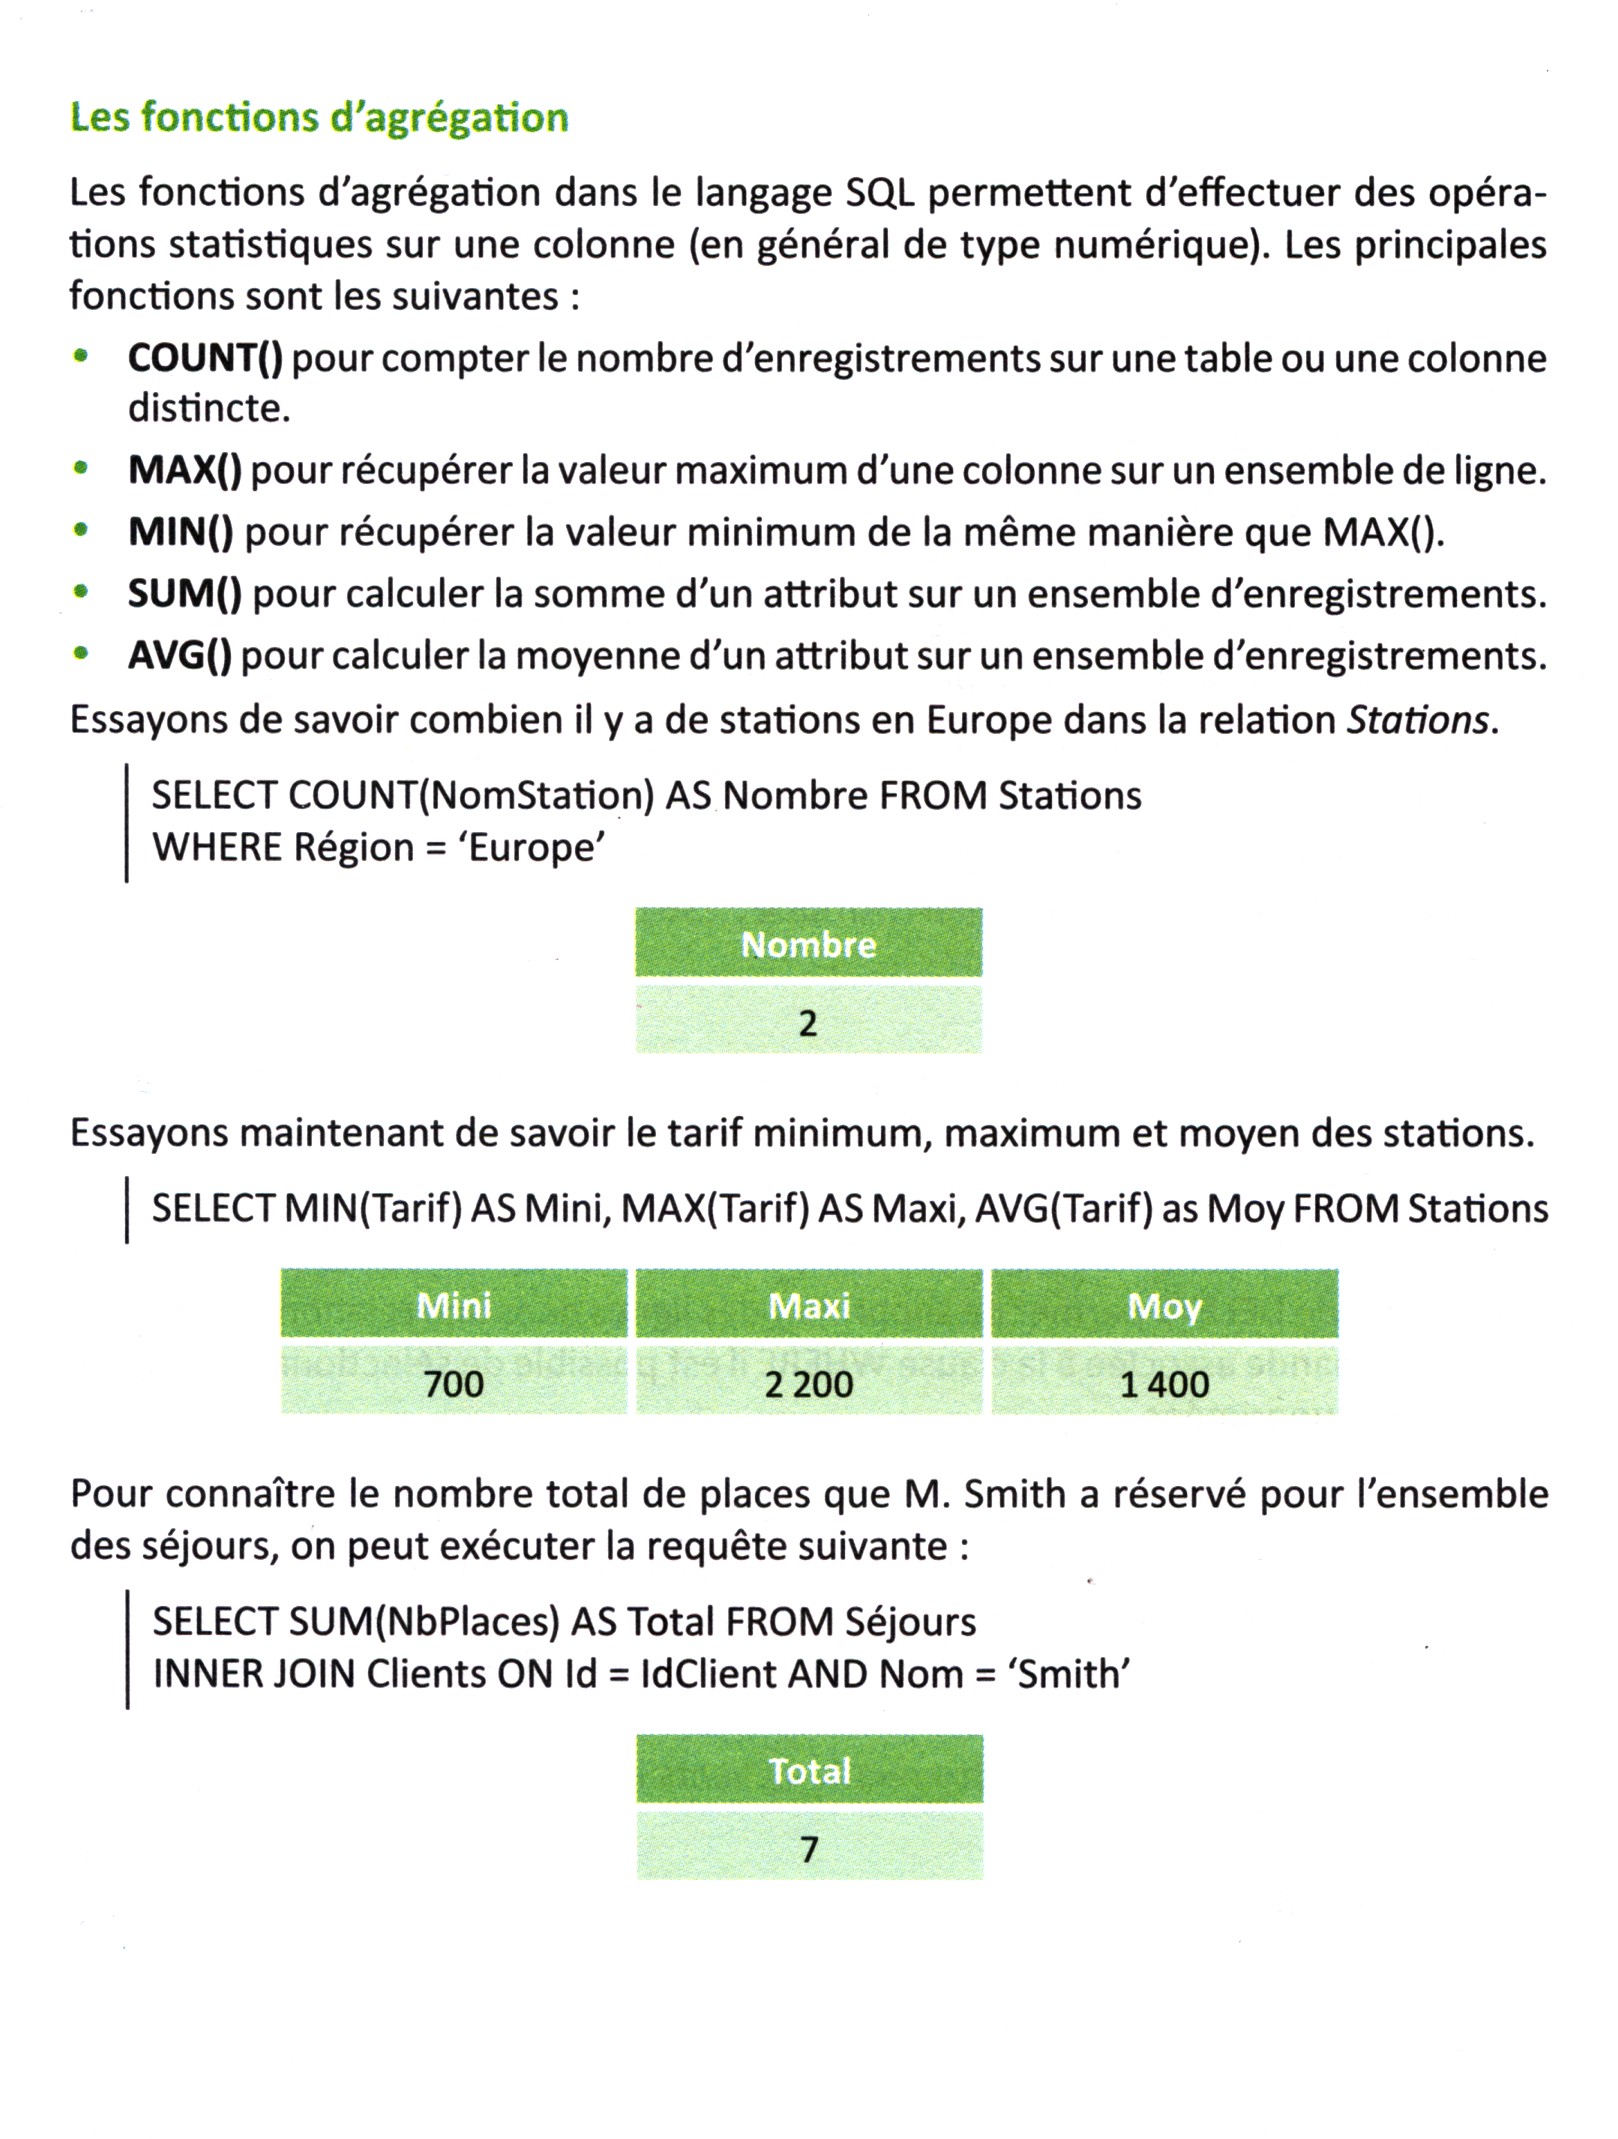 Les fonctions d'agrégation
Les fonctions d'agrégation dans le langage SQL permettent d'effectuer des opéra-
tions statistiques sur une colonne (en général de type numérique). Les principales
fonctions sont les suivantes :
• COUNT() pour compter le nombre d'enregistrements sur une table ou une colonne
distincte.
• MAX() pour récupérer la valeur maximum d'une colonne sur un ensemble de ligne.
• MIN() pour récupérer la valeur minimum de la même manière que MAX().
• SUM() pour calculer la somme d'un attribut sur un ensemble d'enregistrements.
• AVG() pour calculer la moyenne d'un attribut sur un ensemble d'enregistrements.
Essayons de savoir combien il y a de stations en Europe dans la relation Stations.
SELECT COUNT(NomStation) AS Nombre FROM Stations
WHERE Région = ‘Europe’
Nombre
2
Essayons maintenant de savoir le tarif minimum, maximum et moyen des stations.
SELECT MIN(Tarif) AS Mini, MAX(Tarif) AS Maxi, AVG(Tarif) as Moy FROM Stations
Mini Maxi Moy
700 2 200 1 400
Pour connaître le nombre total de places que M. Smith a réservé pour l'ensemble
des séjours, on peut exécuter la requête suivante :
SELECT SUM(NbPlaces) AS Total FROM Séjours
INNER JOIN Clients ON Id = IdClient AND Nom = ‘Smith’
Total
7